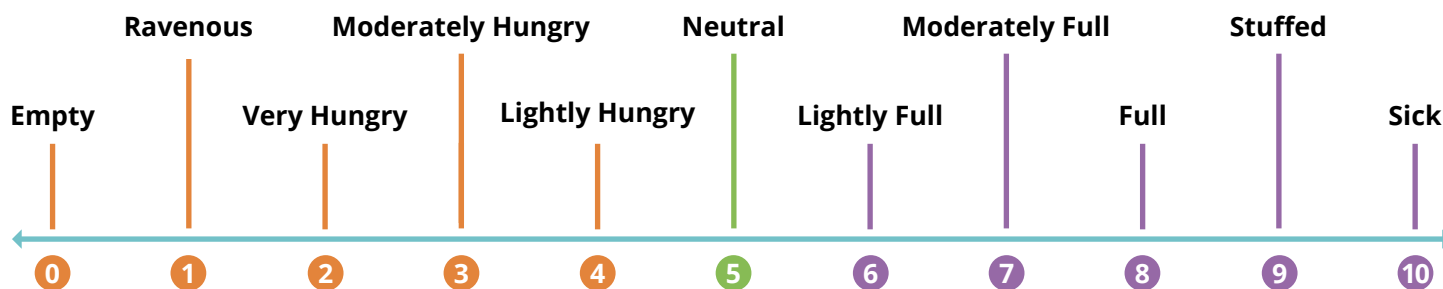 Ravenous Moderately Hungry Neutral Moderately Full Stuffed
Empty Very Hungry Lightly Hungry Lightly Full Full Sick
0 1 2 3 4 5 6 7 8 9 10